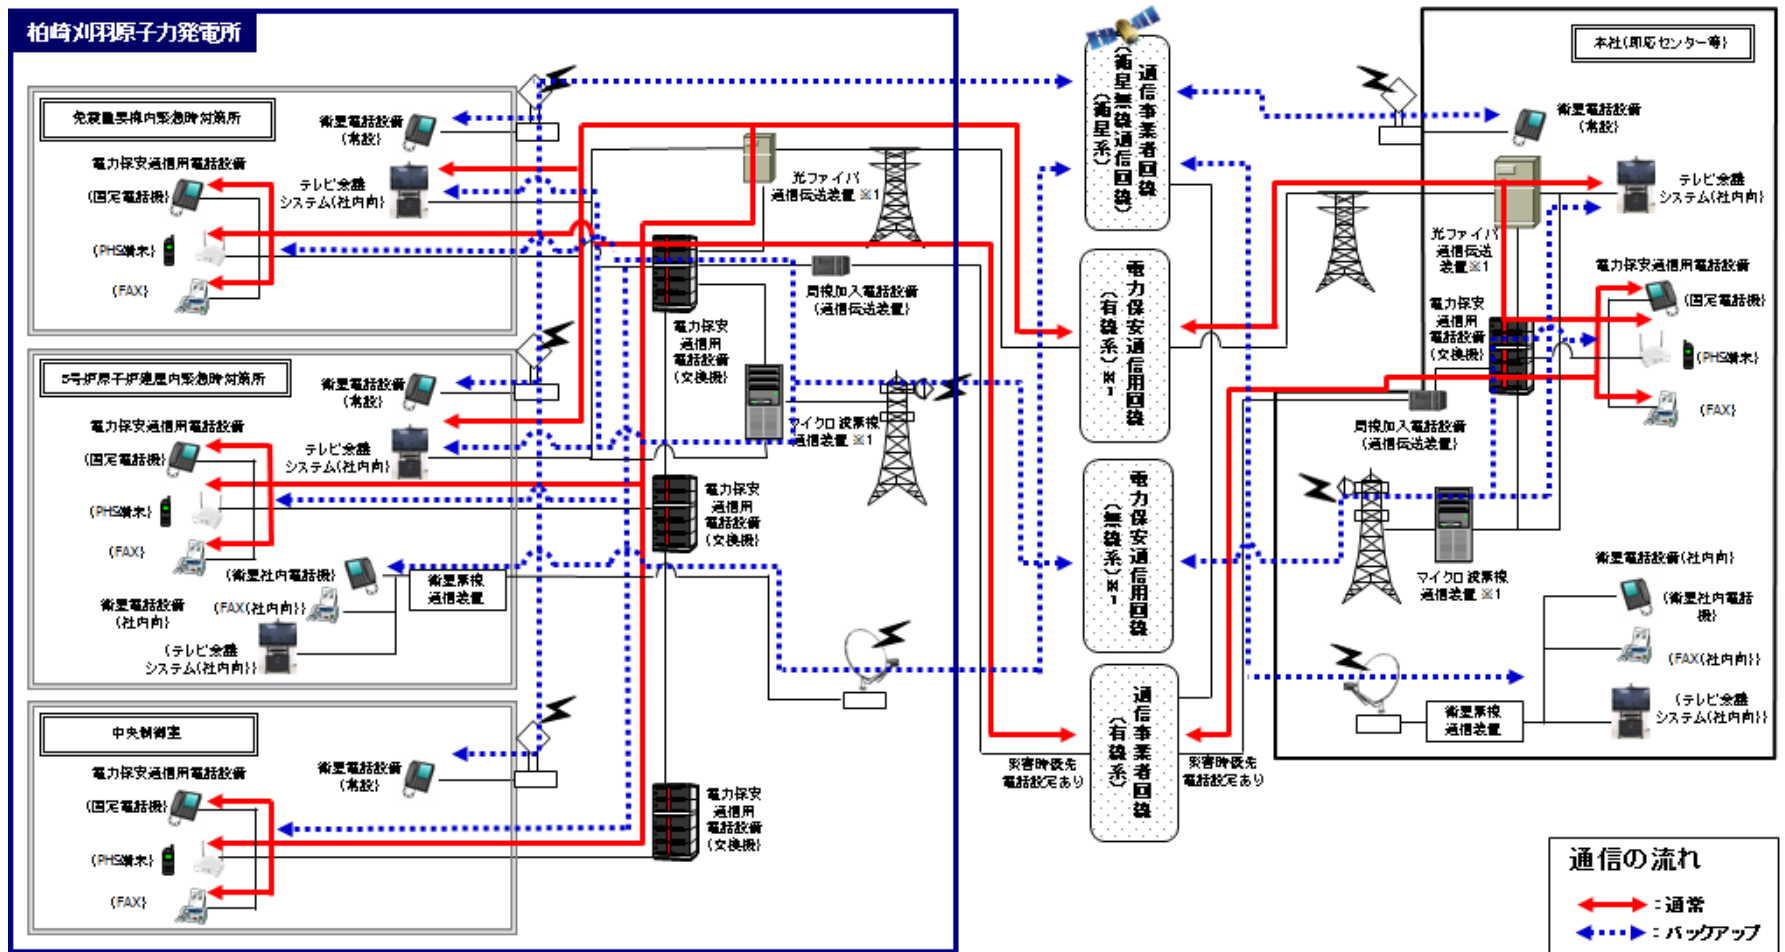 柏崎刈羽原子力発電所
免震重要棟内緊急時対策所
電力保安通信用電話設備
(固定電話機)
(PHS端末)
(FAX)
衛星電話設備
(常設)
テレビ会議
システム(社内向)
5号炉原子炉建屋内緊急時対策所
電力保安通信用電話設備
(固定電話機)
(PHS端末)
(FAX)
衛星電話設備
(常設)
テレビ会議
システム(社内向)
(衛星社内電話機)
衛星電話設備
(社内向)
(FAX(社内向))
(テレビ会議
システム(社内向))
衛星無線
通信装置
中央制御室
電力保安通信用電話設備
(固定電話機)
(PHS端末)
(FAX)
衛星電話設備
(常設)
光ファイバ
通信伝送装置 ※1
局線加入電話設備
(通信伝送装置)
電力保安
通信用
電話設備
(交換機)
マイクロ波無線
通信装置 ※1
電力保安
通信用
電話設備
(交換機)
電力保安
通信用
電話設備
(交換機)
通信事業者回線
(衛星無線通信回線)
(衛星系)
電力保安通信用回線
(有線系)※1
電力保安通信用回線
(無線系)※1
通信事業者回線
(有線系)
災害時優先
電話設定あり
災害時優先
電話設定あり
本社(即応センター等)
衛星電話設備
(常設)
テレビ会議
システム(社内向)
光ファイバ
通信伝送
装置※1
電力保安通信用電話設備
(固定電話機)
(PHS端末)
(FAX)
電力保安
通信用
電話設備
(交換機)
局線加入電話設備
(通信伝送装置)
マイクロ波無線
通信装置 ※1
衛星電話設備(社内向)
(衛星社内電話
機)
(FAX(社内向))
(テレビ会議
システム(社内向))
衛星無線
通信装置
通信の流れ
:通常
:バックアップ